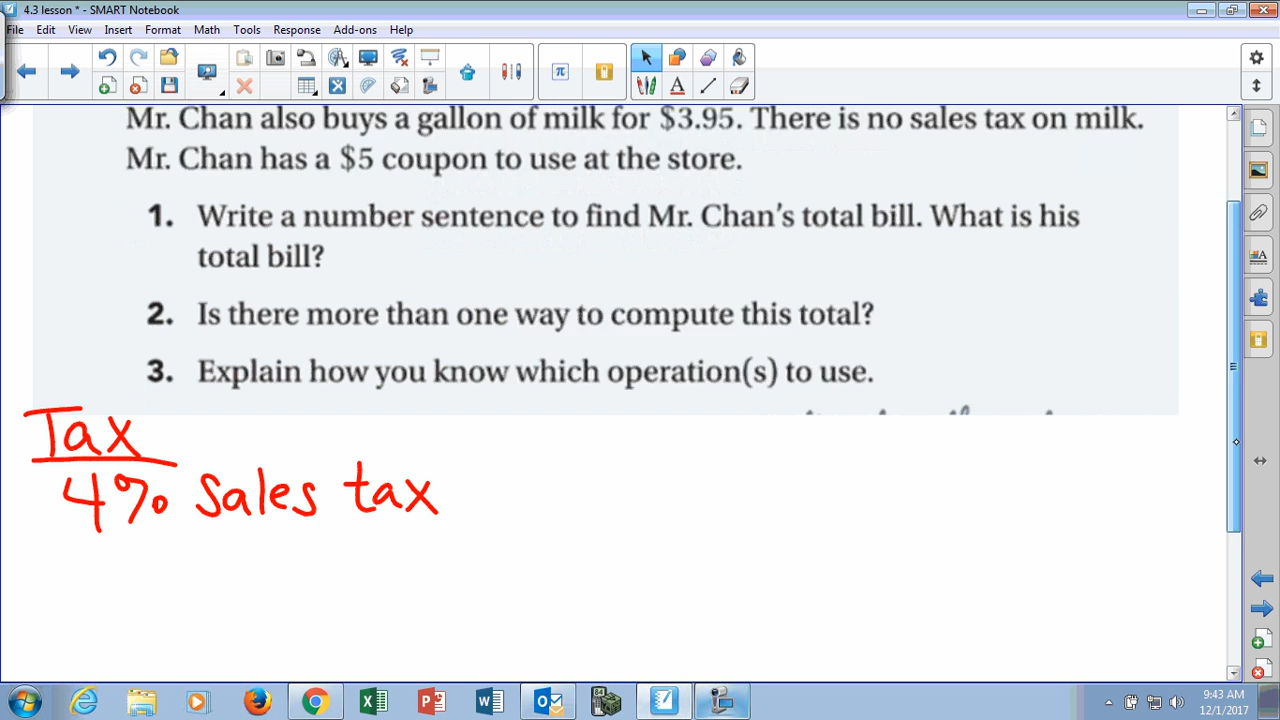 4.3 lesson * - SMART Notebook
File Edit View Insert Format Math Tools Response Add-ons Help
Mr. Chan also buys a gallon of milk for $3.95. There is no sales tax on milk.
Mr. Chan has a $5 coupon to use at the store.
1. Write a number sentence to find Mr. Chan's total bill. What is his
total bill?
2. Is there more than one way to compute this total?
3. Explain how you know which operation(s) to use.
Tax
4% sales tax
9:43 AM
12/1/2017